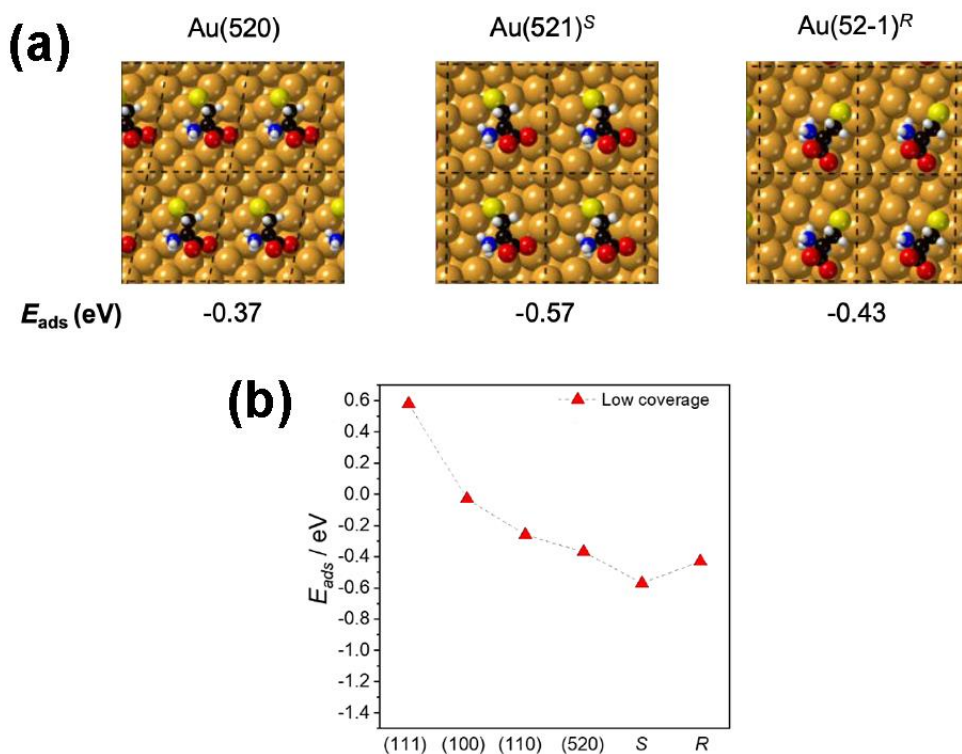 (a)
Au(520) Au(521)S Au(52-1)R
Eads (eV) -0.37 -0.57 -0.43
(b)
Low coverage
0.6
0.4
0.2
0.0
-0.2
-0.4
-0.6
-0.8
-1.0
-1.2
-1.4
Eads / eV
(111) (100) (110) (520) S R